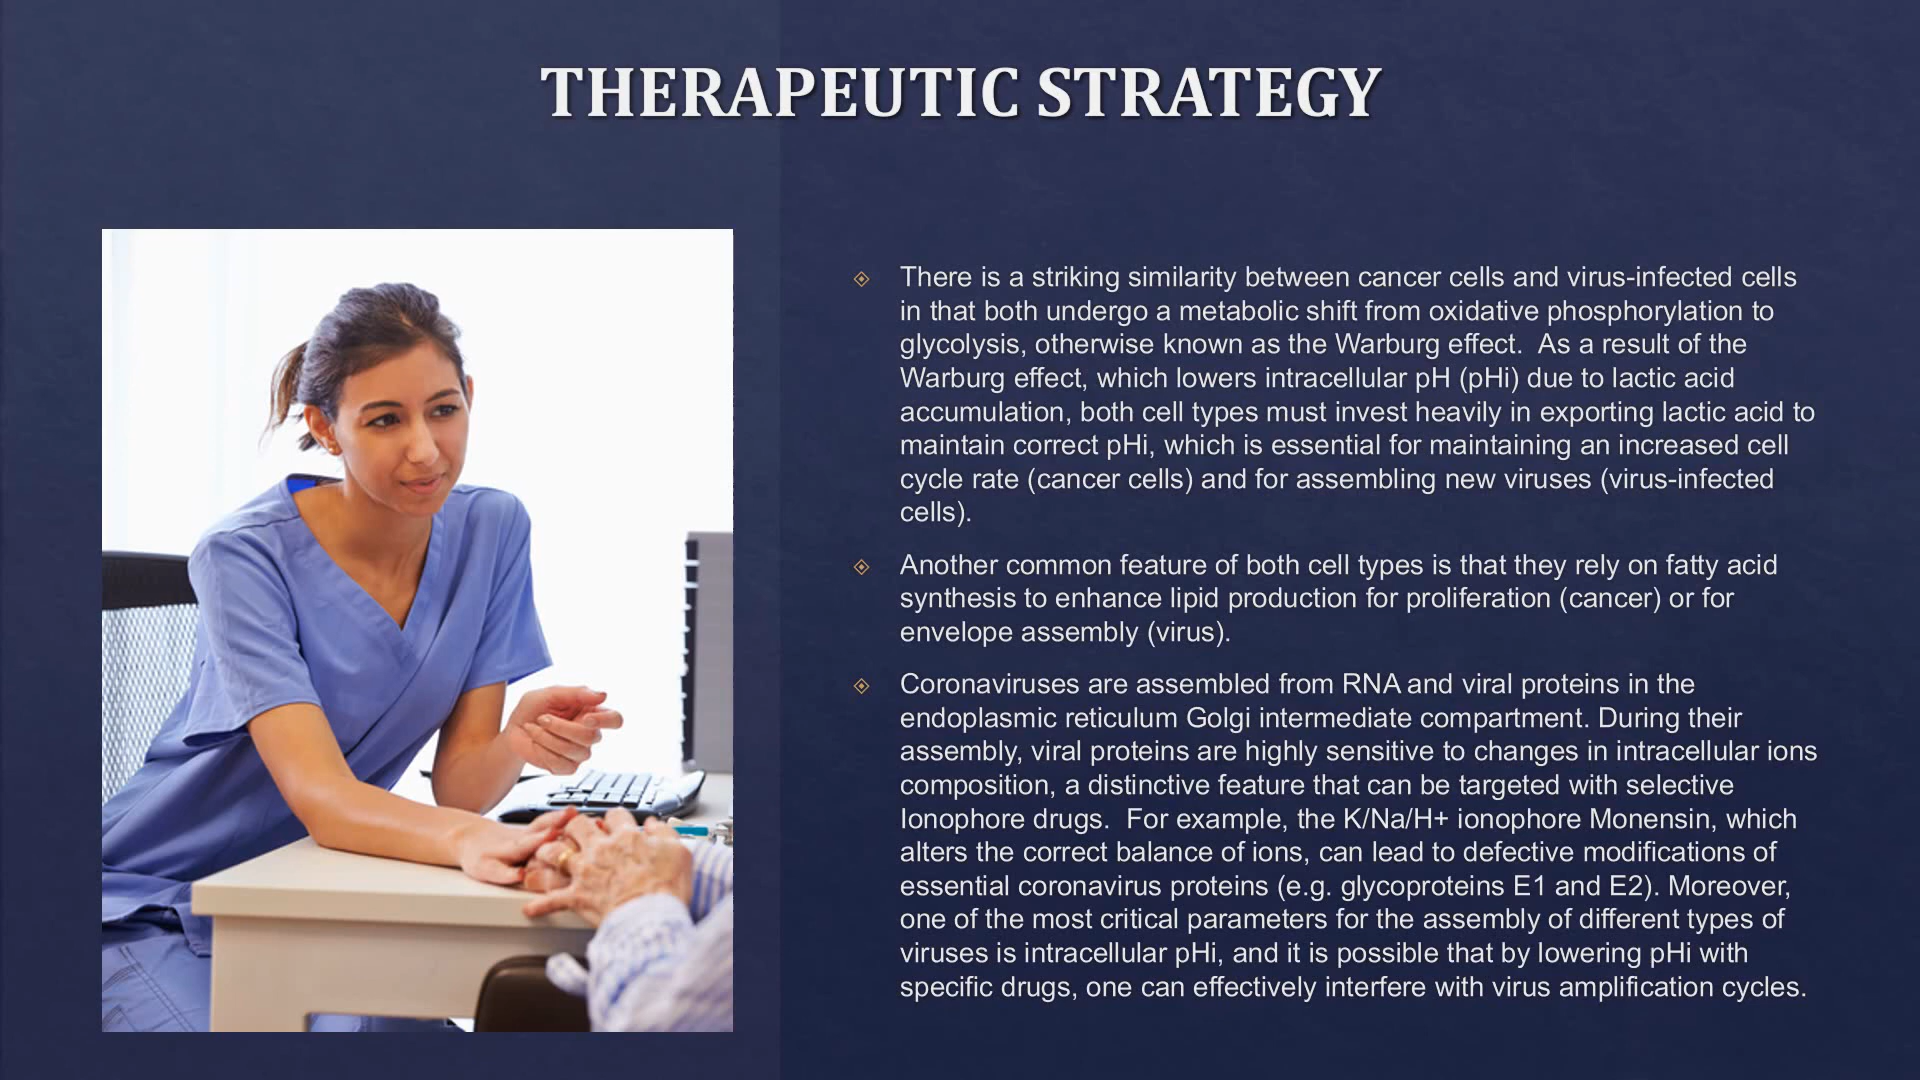 THERAPEUTIC STRATEGY
There is a striking similarity between cancer cells and virus-infected cells
in that both undergo a metabolic shift from oxidative phosphorylation to
glycolysis, otherwise known as the Warburg effect.  As a result of the
Warburg effect, which lowers intracellular pH (pHi) due to lactic acid
accumulation, both cell types must invest heavily in exporting lactic acid to
maintain correct pHi, which is essential for maintaining an increased cell
cycle rate (cancer cells) and for assembling new viruses (virus-infected
cells).
Another common feature of both cell types is that they rely on fatty acid
synthesis to enhance lipid production for proliferation (cancer) or for
envelope assembly (virus).
Coronaviruses are assembled from RNA and viral proteins in the
endoplasmic reticulum Golgi intermediate compartment. During their
assembly, viral proteins are highly sensitive to changes in intracellular ions
composition, a distinctive feature that can be targeted with selective
Ionophore drugs.  For example, the K/Na/H+ ionophore Monensin, which
alters the correct balance of ions, can lead to defective modifications of
essential coronavirus proteins (e.g. glycoproteins E1 and E2). Moreover,
one of the most critical parameters for the assembly of different types of
viruses is intracellular pHi, and it is possible that by lowering pHi with
specific drugs, one can effectively interfere with virus amplification cycles.